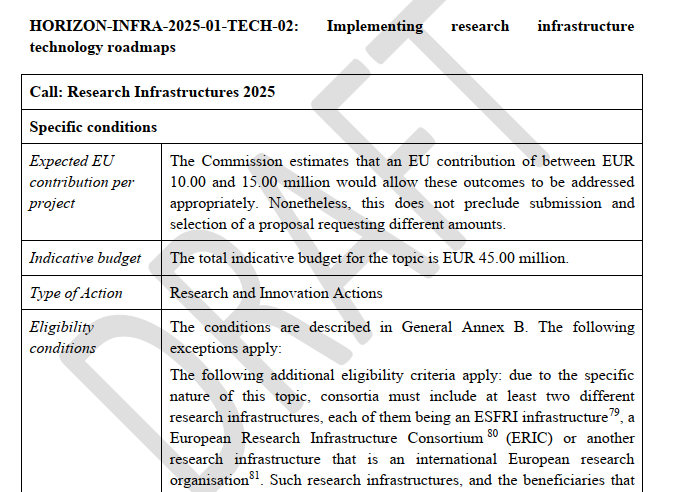 HORIZON-INFRA-2025-01-TECH-02: Implementing research infrastructure
technology roadmaps
Call: Research Infrastructures 2025
Specific conditions
Expected EU
contribution per
project
The Commission estimates that an EU contribution of between EUR
10.00 and 15.00 million would allow these outcomes to be addressed
appropriately. Nonetheless, this does not preclude submission and
selection of a proposal requesting different amounts.
Indicative budget
The total indicative budget for the topic is EUR 45.00 million.
Type of Action
Research and Innovation Actions
Eligibility
conditions
The conditions are described in General Annex B. The following
exceptions apply:
The following additional eligibility criteria apply: due to the specific
nature of this topic, consortia must include at least two different
research infrastructures, each of them being an ESFRI infrastructure79, a
European Research Infrastructure Consortium 80 (ERIC) or another
research infrastructure that is an international European research
organisation81. Such research infrastructures, and the beneficiaries that
DRAFT